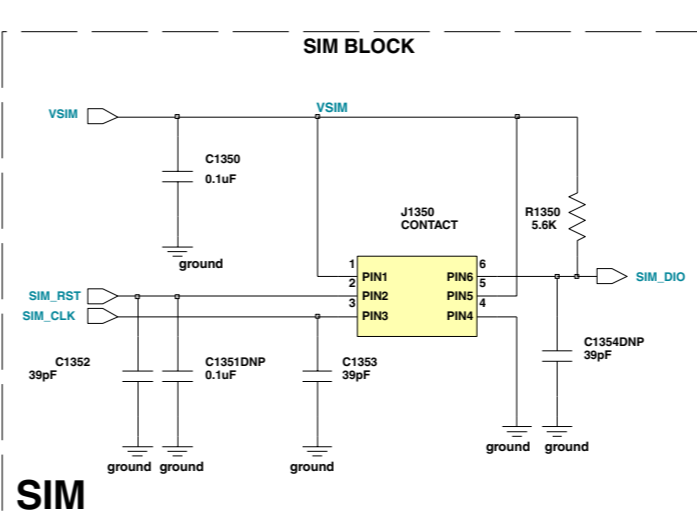 SIM BLOCK
VSIM
VSIM
C1350
0.1uF
ground
J1350
CONTACT
R1350
5.6K
1
2
3
PIN1
PIN2
PIN3
PIN6
PIN5
PIN4
6
5
4
SIM_DIO
SIM_RST
SIM_CLK
C1352
39pF
C1351DNP
0.1uF
C1353
39pF
C1354DNP
39pF
ground
ground
ground
ground
ground
SIM